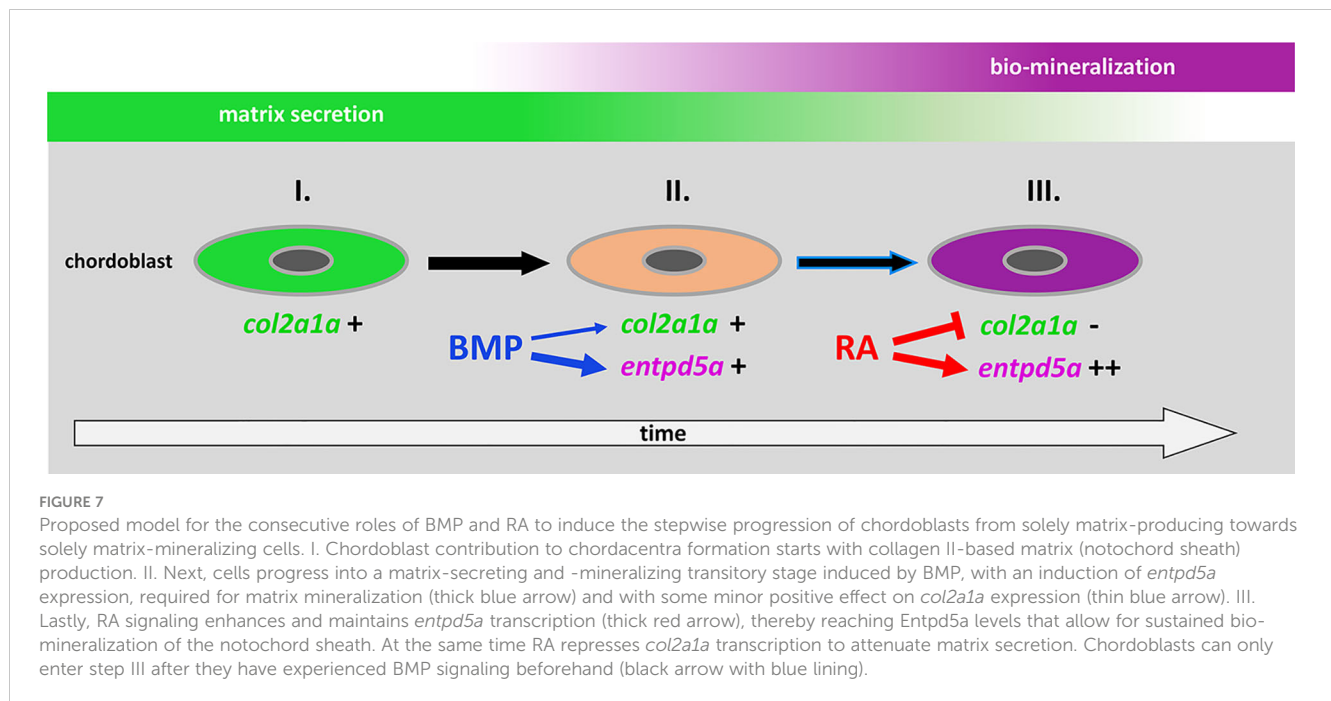 bio-mineralization
matrix secretion
I. II. III.
chordoblast
col2a1a + col2a1a + col2a1a -
BMP RA
entpd5a + entpd5a ++
time
FIGURE 7
Proposed model for the consecutive roles of BMP and RA to induce the stepwise progression of chordoblasts from solely matrix-producing towards
solely matrix-mineralizing cells. I. Chordoblast contribution to chordacentra formation starts with collagen II-based matrix (notochord sheath)
production. II. Next, cells progress into a matrix-secreting and -mineralizing transitory stage induced by BMP, with an induction of entpd5a
expression, required for matrix mineralization (thick blue arrow) and with some minor positive effect on col2a1a expression (thin blue arrow). III.
Lastly, RA signaling enhances and maintains entpd5a transcription (thick red arrow), thereby reaching Entpd5a levels that allow for sustained bio-
mineralization of the notochord sheath. At the same time RA represses col2a1a transcription to attenuate matrix secretion. Chordoblasts can only
enter step III after they have experienced BMP signaling beforehand (black arrow with blue lining).